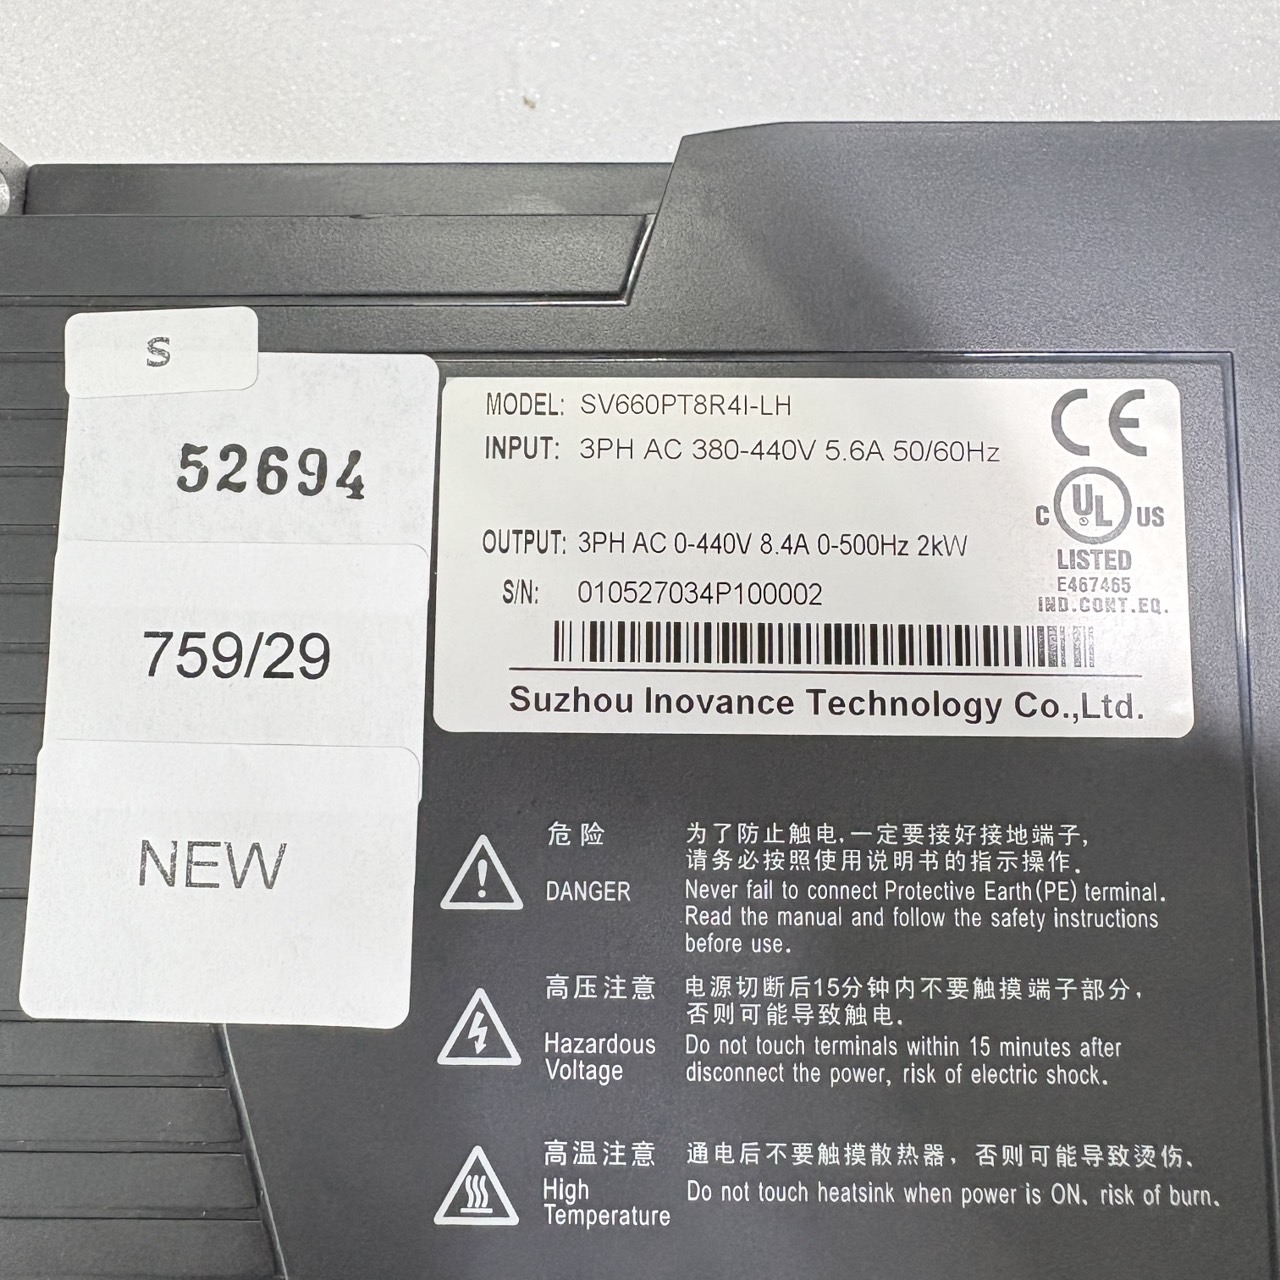 S
52694
759/29
NEW
MODEL: SV660PT8R4I-LH
INPUT: 3PH AC 380-440V 5.6A 50/60Hz
OUTPUT: 3PH AC 0-440V 8.4A 0-500Hz 2kW
S/N: 010527034P100002
CE
C UL US
LISTED
E467465
IND.CONT.EQ.
Suzhou Inovance Technology Co.,Ltd.
危险
DANGER
为了防止触电,一定要接好接地端子,
请务必按照使用说明书的指示操作.
Never fail to connect Protective Earth(PE) terminal.
Read the manual and follow the safety instructions
before use.
高压注意
Hazardous
Voltage
电源切断后15分钟内不要触摸端子部分,
否则可能导致触电.
Do not touch terminals within 15 minutes after
disconnect the power, risk of electric shock.
高温注意
High
Temperature
通电后不要触摸散热器,否则可能导致烫伤.
Do not touch heatsink when power is ON, risk of burn.